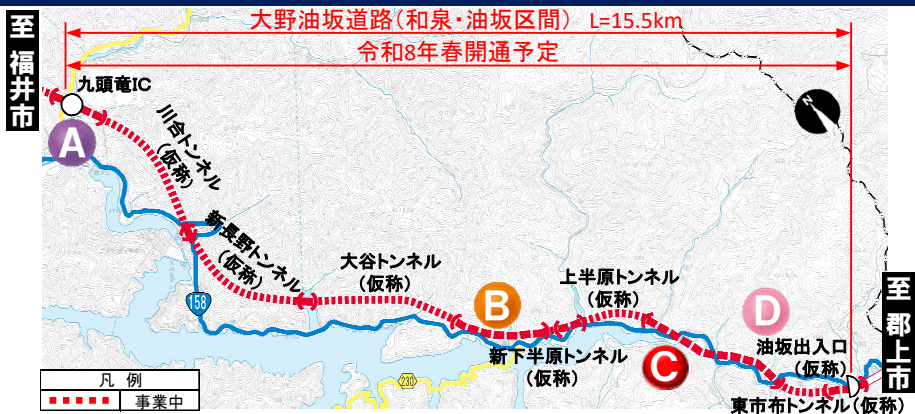 大野油坂道路(和泉・油坂区間) L=15.5km
令和8年春開通予定
至 福井市
九頭竜IC
A
川合トンネル
(仮称)
新長野トンネル
(仮称)
158
大谷トンネル
(仮称)
B
新下半原トンネル
(仮称)
230
上半原トンネル
(仮称)
C
D
油坂出入口
(仮称)
東市布トンネル(仮称)
至 郡上市
N
凡 例
事業中